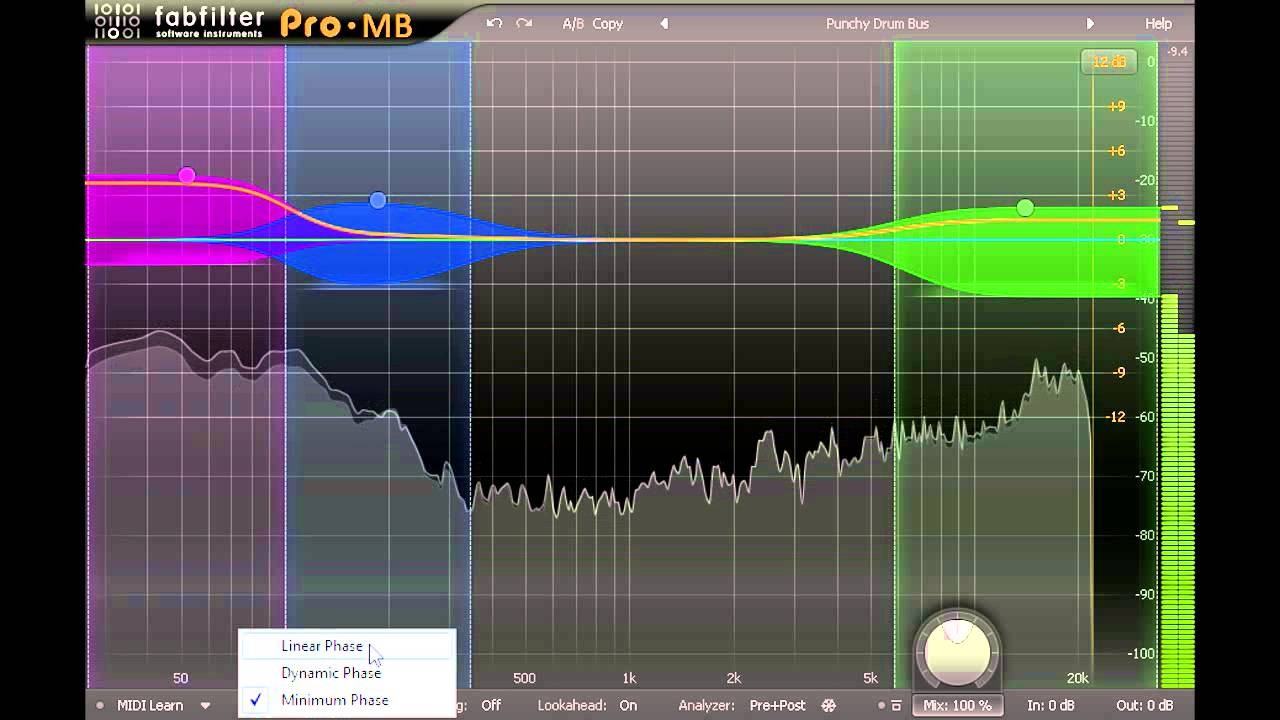 fabfilter
software instruments
Pro·MB
A/B Copy
Punchy Drum Bus
Help
-9.4
12 dB
0
+9
-10
+6
-20
+3
0
-3
-40
-6
-50
-9
-12
-60
-70
-80
-90
-100
Linear Phase
Dynamic Phase
Minimum Phase
50
500
1k
2k
5k
20k
MIDI Learn
Off
Lookahead: On
Analyzer: Pre+Post
Mix: 100 %
In: 0 dB
Out: 0 dB